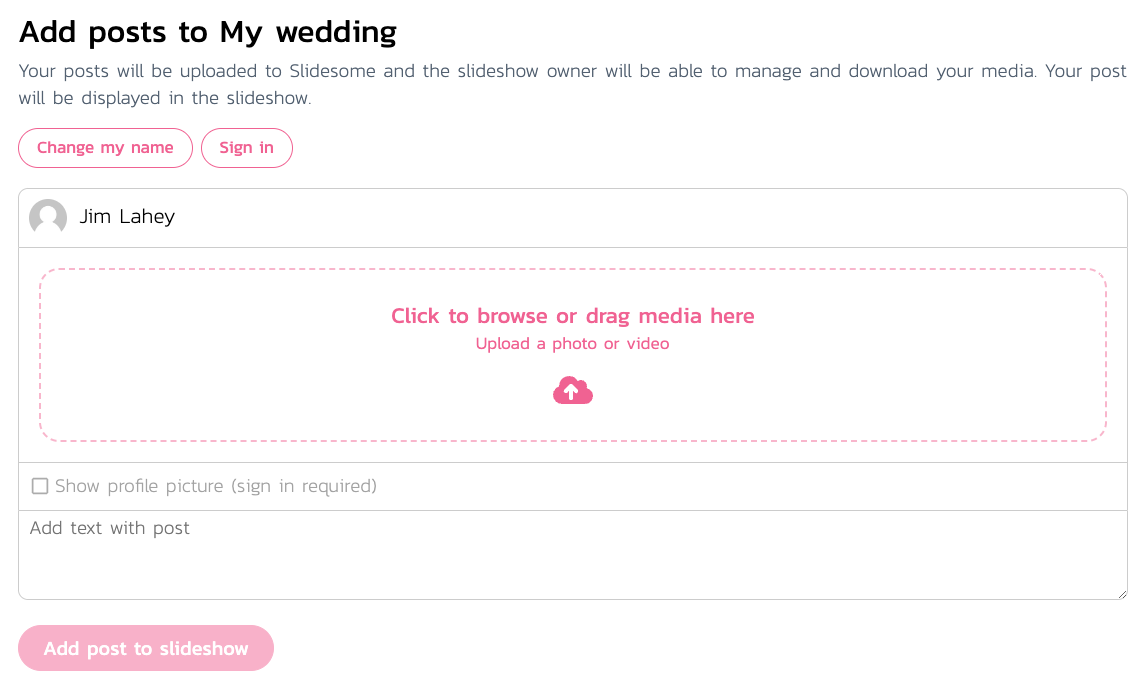 Add posts to My wedding
Your posts will be uploaded to Slidesome and the slideshow owner will be able to manage and download your media. Your post
will be displayed in the slideshow.
Change my name
Sign in
Jim Lahey
Click to browse or drag media here
Upload a photo or video
Show profile picture (sign in required)
Add text with post
Add post to slideshow